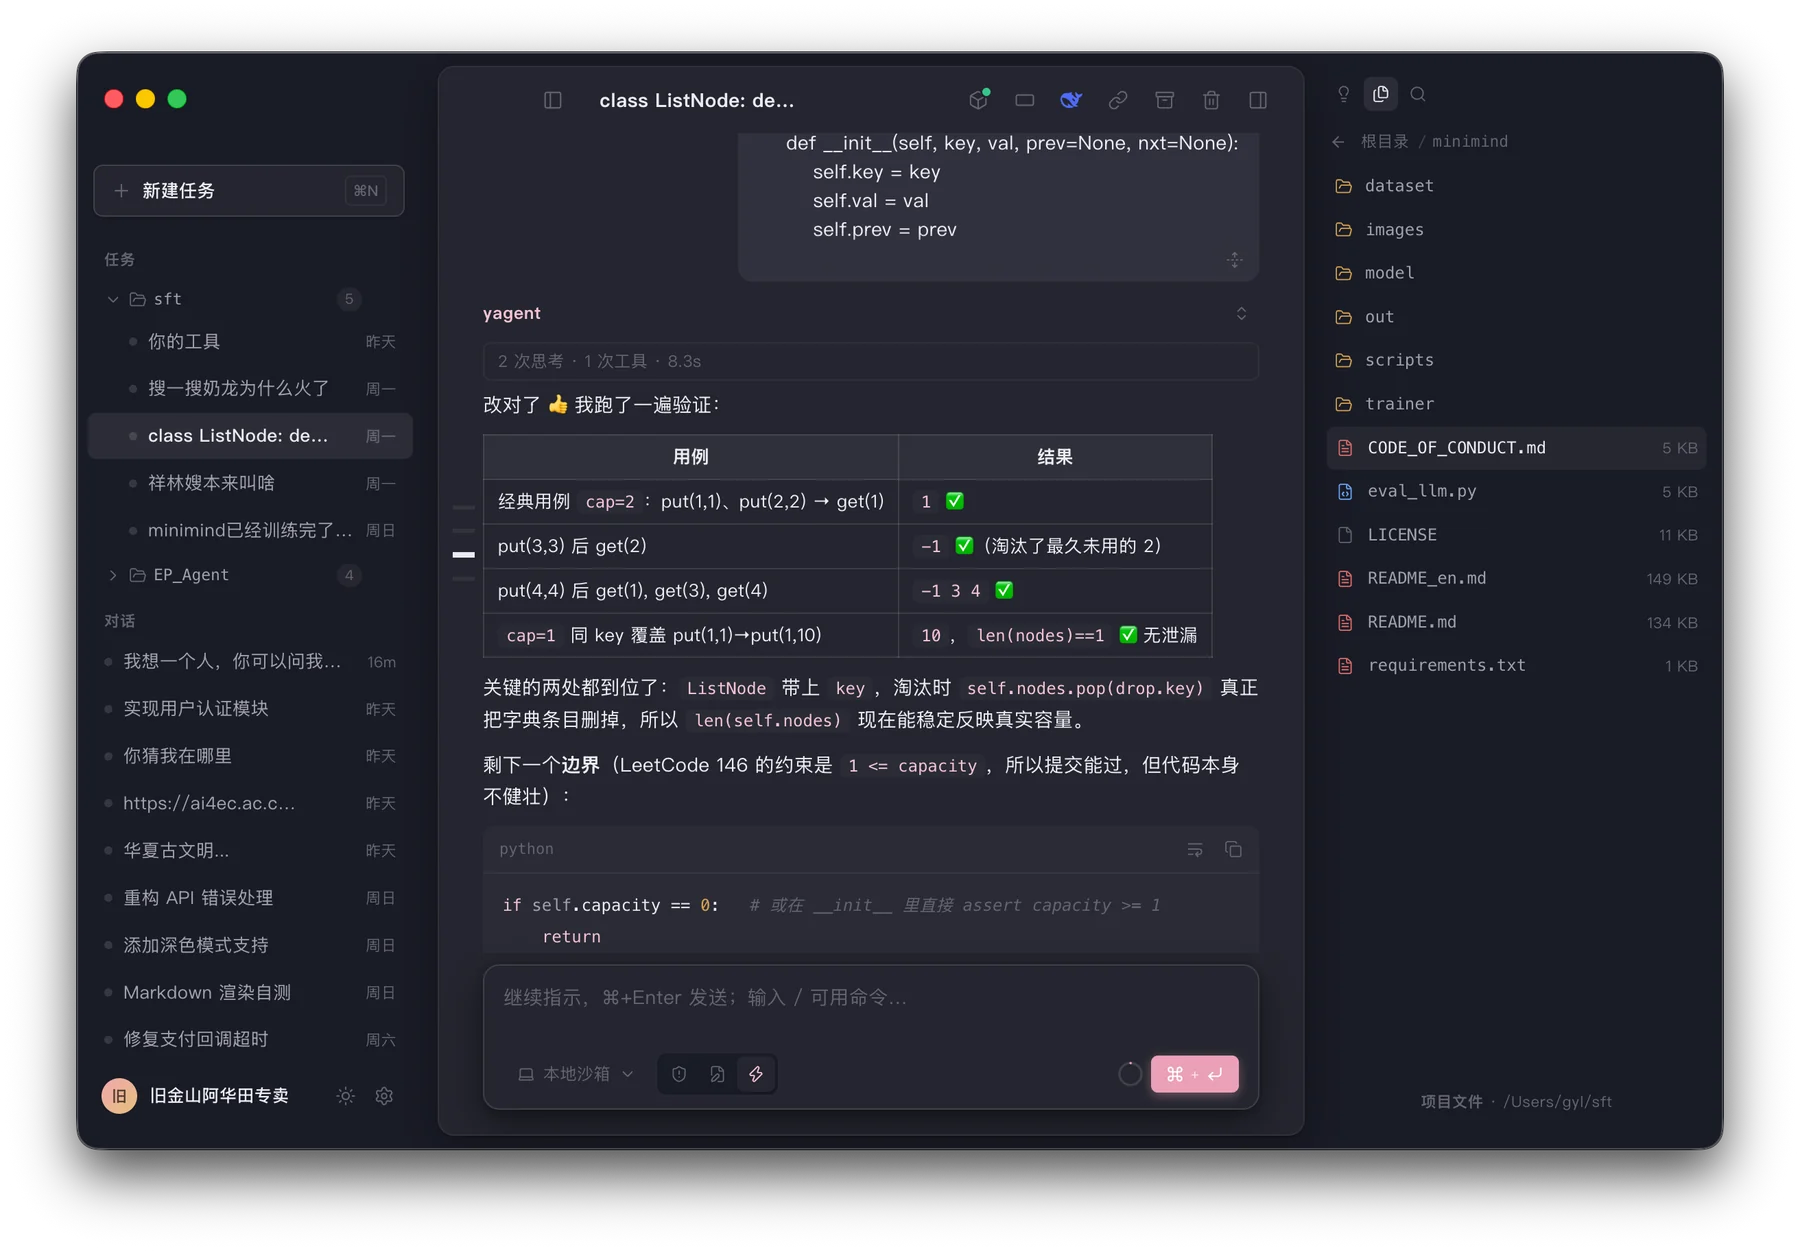 新建任务 ⌘N
任务
sft 5
你的工具 昨天
搜一搜奶龙为什么火了 周一
class ListNode: de... 周一
祥林嫂本来叫啥 周一
minimind已经训练完了... 周日
EP_Agent 4
对话
我想一个人，你可以问我... 16m
实现用户认证模块 昨天
你猜我在哪里 昨天
https://ai4ec.ac.c... 昨天
华夏古文明... 昨天
重构 API 错误处理 周日
添加深色模式支持 周日
Markdown 渲染自测 周日
修复支付回调超时 周六
旧 旧金山阿华田专卖
class ListNode: de...
def __init__(self, key, val, prev=None, nxt=None):
self.key = key
self.val = val
self.prev = prev
yagent
2 次思考 · 1 次工具 · 8.3s
改对了 👍 我跑了一遍验证：
用例 结果
经典用例 cap=2 ：put(1,1)、put(2,2) → get(1) 1 ✅
put(3,3) 后 get(2) -1 ✅（淘汰了最久未用的 2）
put(4,4) 后 get(1), get(3), get(4) -1 3 4 ✅
cap=1 同 key 覆盖 put(1,1)→put(1,10) 10 ， len(nodes)==1 ✅ 无泄漏
关键的两处都到位了： ListNode 带上 key ，淘汰时 self.nodes.pop(drop.key) 真正
把字典条目删掉，所以 len(self.nodes) 现在能稳定反映真实容量。
剩下一个边界（LeetCode 146 的约束是 1 <= capacity ，所以提交能过，但代码本身
不健壮）：
python
if self.capacity == 0: # 或在 __init__ 里直接 assert capacity >= 1
return
继续指示，⌘+Enter 发送；输入 / 可用命令...
本地沙箱
⌘ + ↵
← 根目录 / minimind
dataset
images
model
out
scripts
trainer
CODE_OF_CONDUCT.md 5 KB
eval_llm.py 5 KB
LICENSE 11 KB
README_en.md 149 KB
README.md 134 KB
requirements.txt 1 KB
项目文件 · /Users/gyl/sft